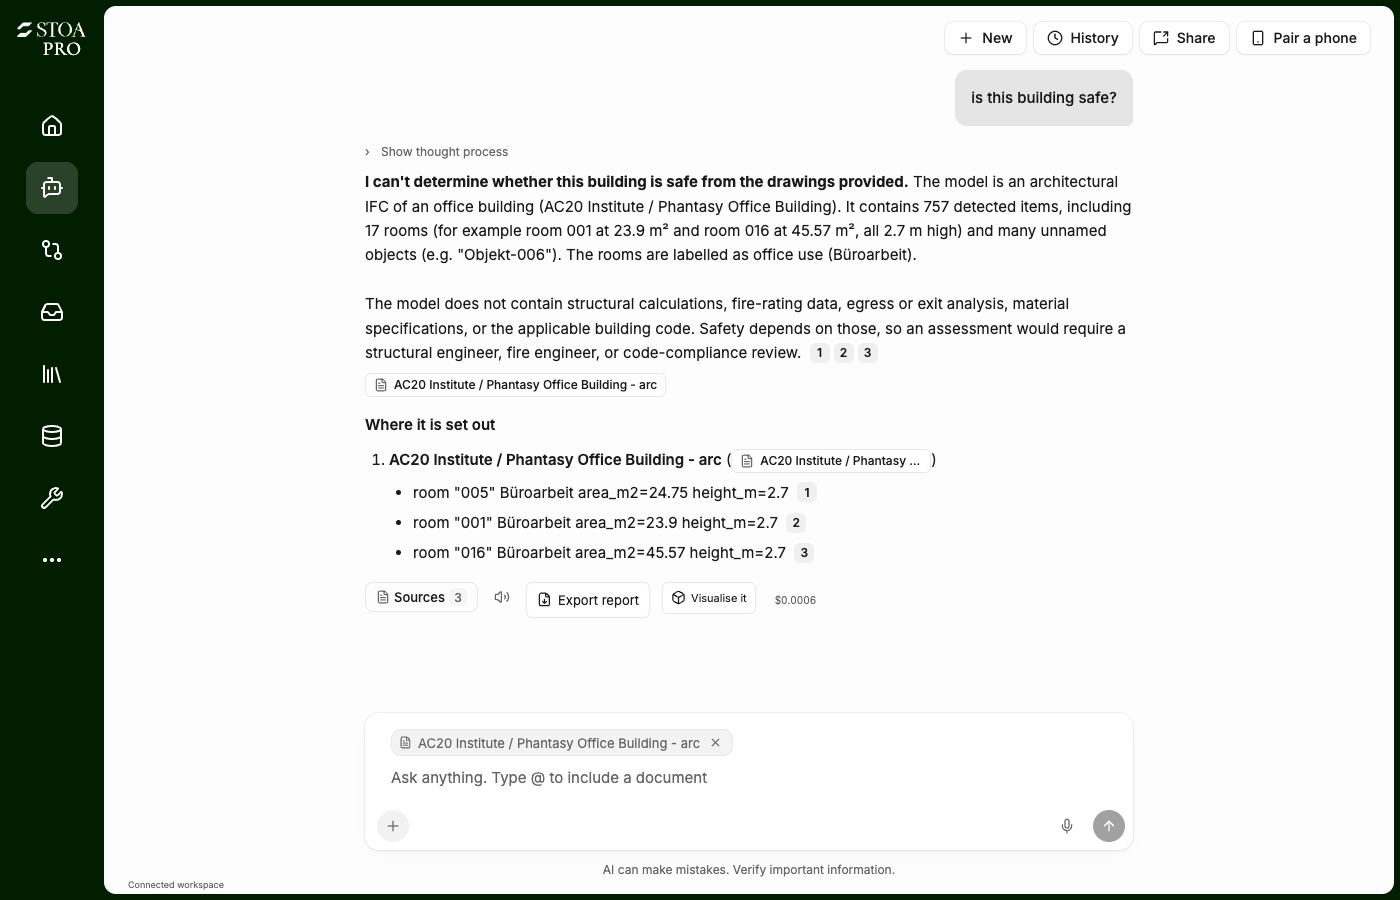 STOA
PRO
New
History
Share
Pair a phone
is this building safe?
Show thought process
I can't determine whether this building is safe from the drawings provided. The model is an architectural
IFC of an office building (AC20 Institute / Phantasy Office Building). It contains 757 detected items, including
17 rooms (for example room 001 at 23.9 m² and room 016 at 45.57 m², all 2.7 m high) and many unnamed
objects (e.g. "Objekt-006"). The rooms are labelled as office use (Büroarbeit).
The model does not contain structural calculations, fire-rating data, egress or exit analysis, material
specifications, or the applicable building code. Safety depends on those, so an assessment would require a
structural engineer, fire engineer, or code-compliance review. 1 2 3
AC20 Institute / Phantasy Office Building - arc
Where it is set out
1. AC20 Institute / Phantasy Office Building - arc (AC20 Institute / Phantasy ...)
• room "005" Büroarbeit area_m2=24.75 height_m=2.7 1
• room "001" Büroarbeit area_m2=23.9 height_m=2.7 2
• room "016" Büroarbeit area_m2=45.57 height_m=2.7 3
Sources 3
Export report
Visualise it
$0.0006
AC20 Institute / Phantasy Office Building - arc
Ask anything. Type @ to include a document
AI can make mistakes. Verify important information.
Connected workspace